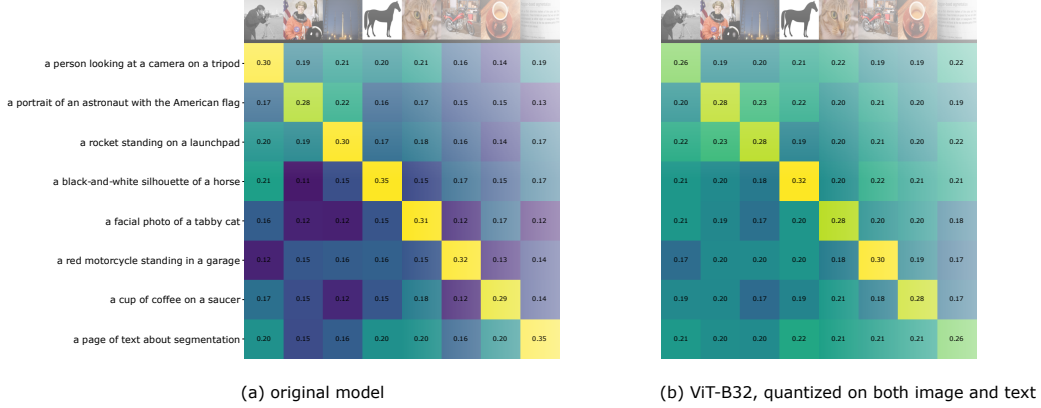 a person looking at a camera on a tripod 0.30 0.19 0.21 0.20 0.21 0.16 0.14 0.19 0.26 0.19 0.20 0.21 0.22 0.19 0.19 0.22
a portrait of an astronaut with the American flag 0.17 0.28 0.22 0.16 0.17 0.15 0.15 0.13 0.20 0.28 0.23 0.22 0.20 0.21 0.20 0.19
a rocket standing on a launchpad 0.20 0.19 0.30 0.17 0.18 0.16 0.14 0.17 0.22 0.23 0.28 0.19 0.20 0.21 0.20 0.22
a black-and-white silhouette of a horse 0.21 0.11 0.15 0.35 0.15 0.17 0.15 0.17 0.21 0.20 0.18 0.32 0.20 0.22 0.21 0.21
a facial photo of a tabby cat 0.16 0.12 0.12 0.15 0.31 0.12 0.17 0.12 0.21 0.19 0.17 0.20 0.28 0.20 0.20 0.18
a red motorcycle standing in a garage 0.12 0.15 0.16 0.16 0.15 0.32 0.13 0.14 0.17 0.20 0.20 0.20 0.18 0.30 0.19 0.17
a cup of coffee on a saucer 0.17 0.15 0.12 0.15 0.18 0.12 0.29 0.14 0.19 0.20 0.17 0.19 0.21 0.18 0.28 0.17
a page of text about segmentation 0.20 0.15 0.16 0.20 0.20 0.16 0.20 0.35 0.21 0.20 0.20 0.22 0.21 0.21 0.21 0.26
(a) original model (b) ViT-B32, quantized on both image and text